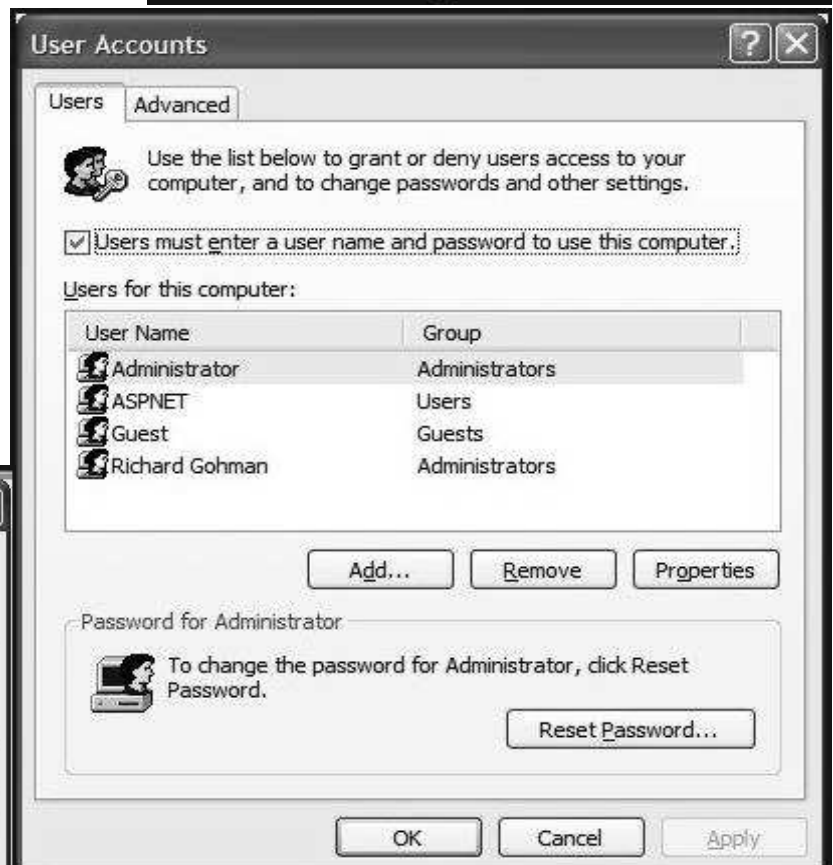 User Accounts
Users Advanced
Use the list below to grant or deny users access to your
computer, and to change passwords and other settings.
Users must enter a user name and password to use this computer.
Users for this computer:
User Name Group
Administrator Administrators
ASPNET Users
Guest Guests
Richard Gohman Administrators
Add... Remove Properties
Password for Administrator
To change the password for Administrator, click Reset
Password.
Reset Password...
OK Cancel Apply